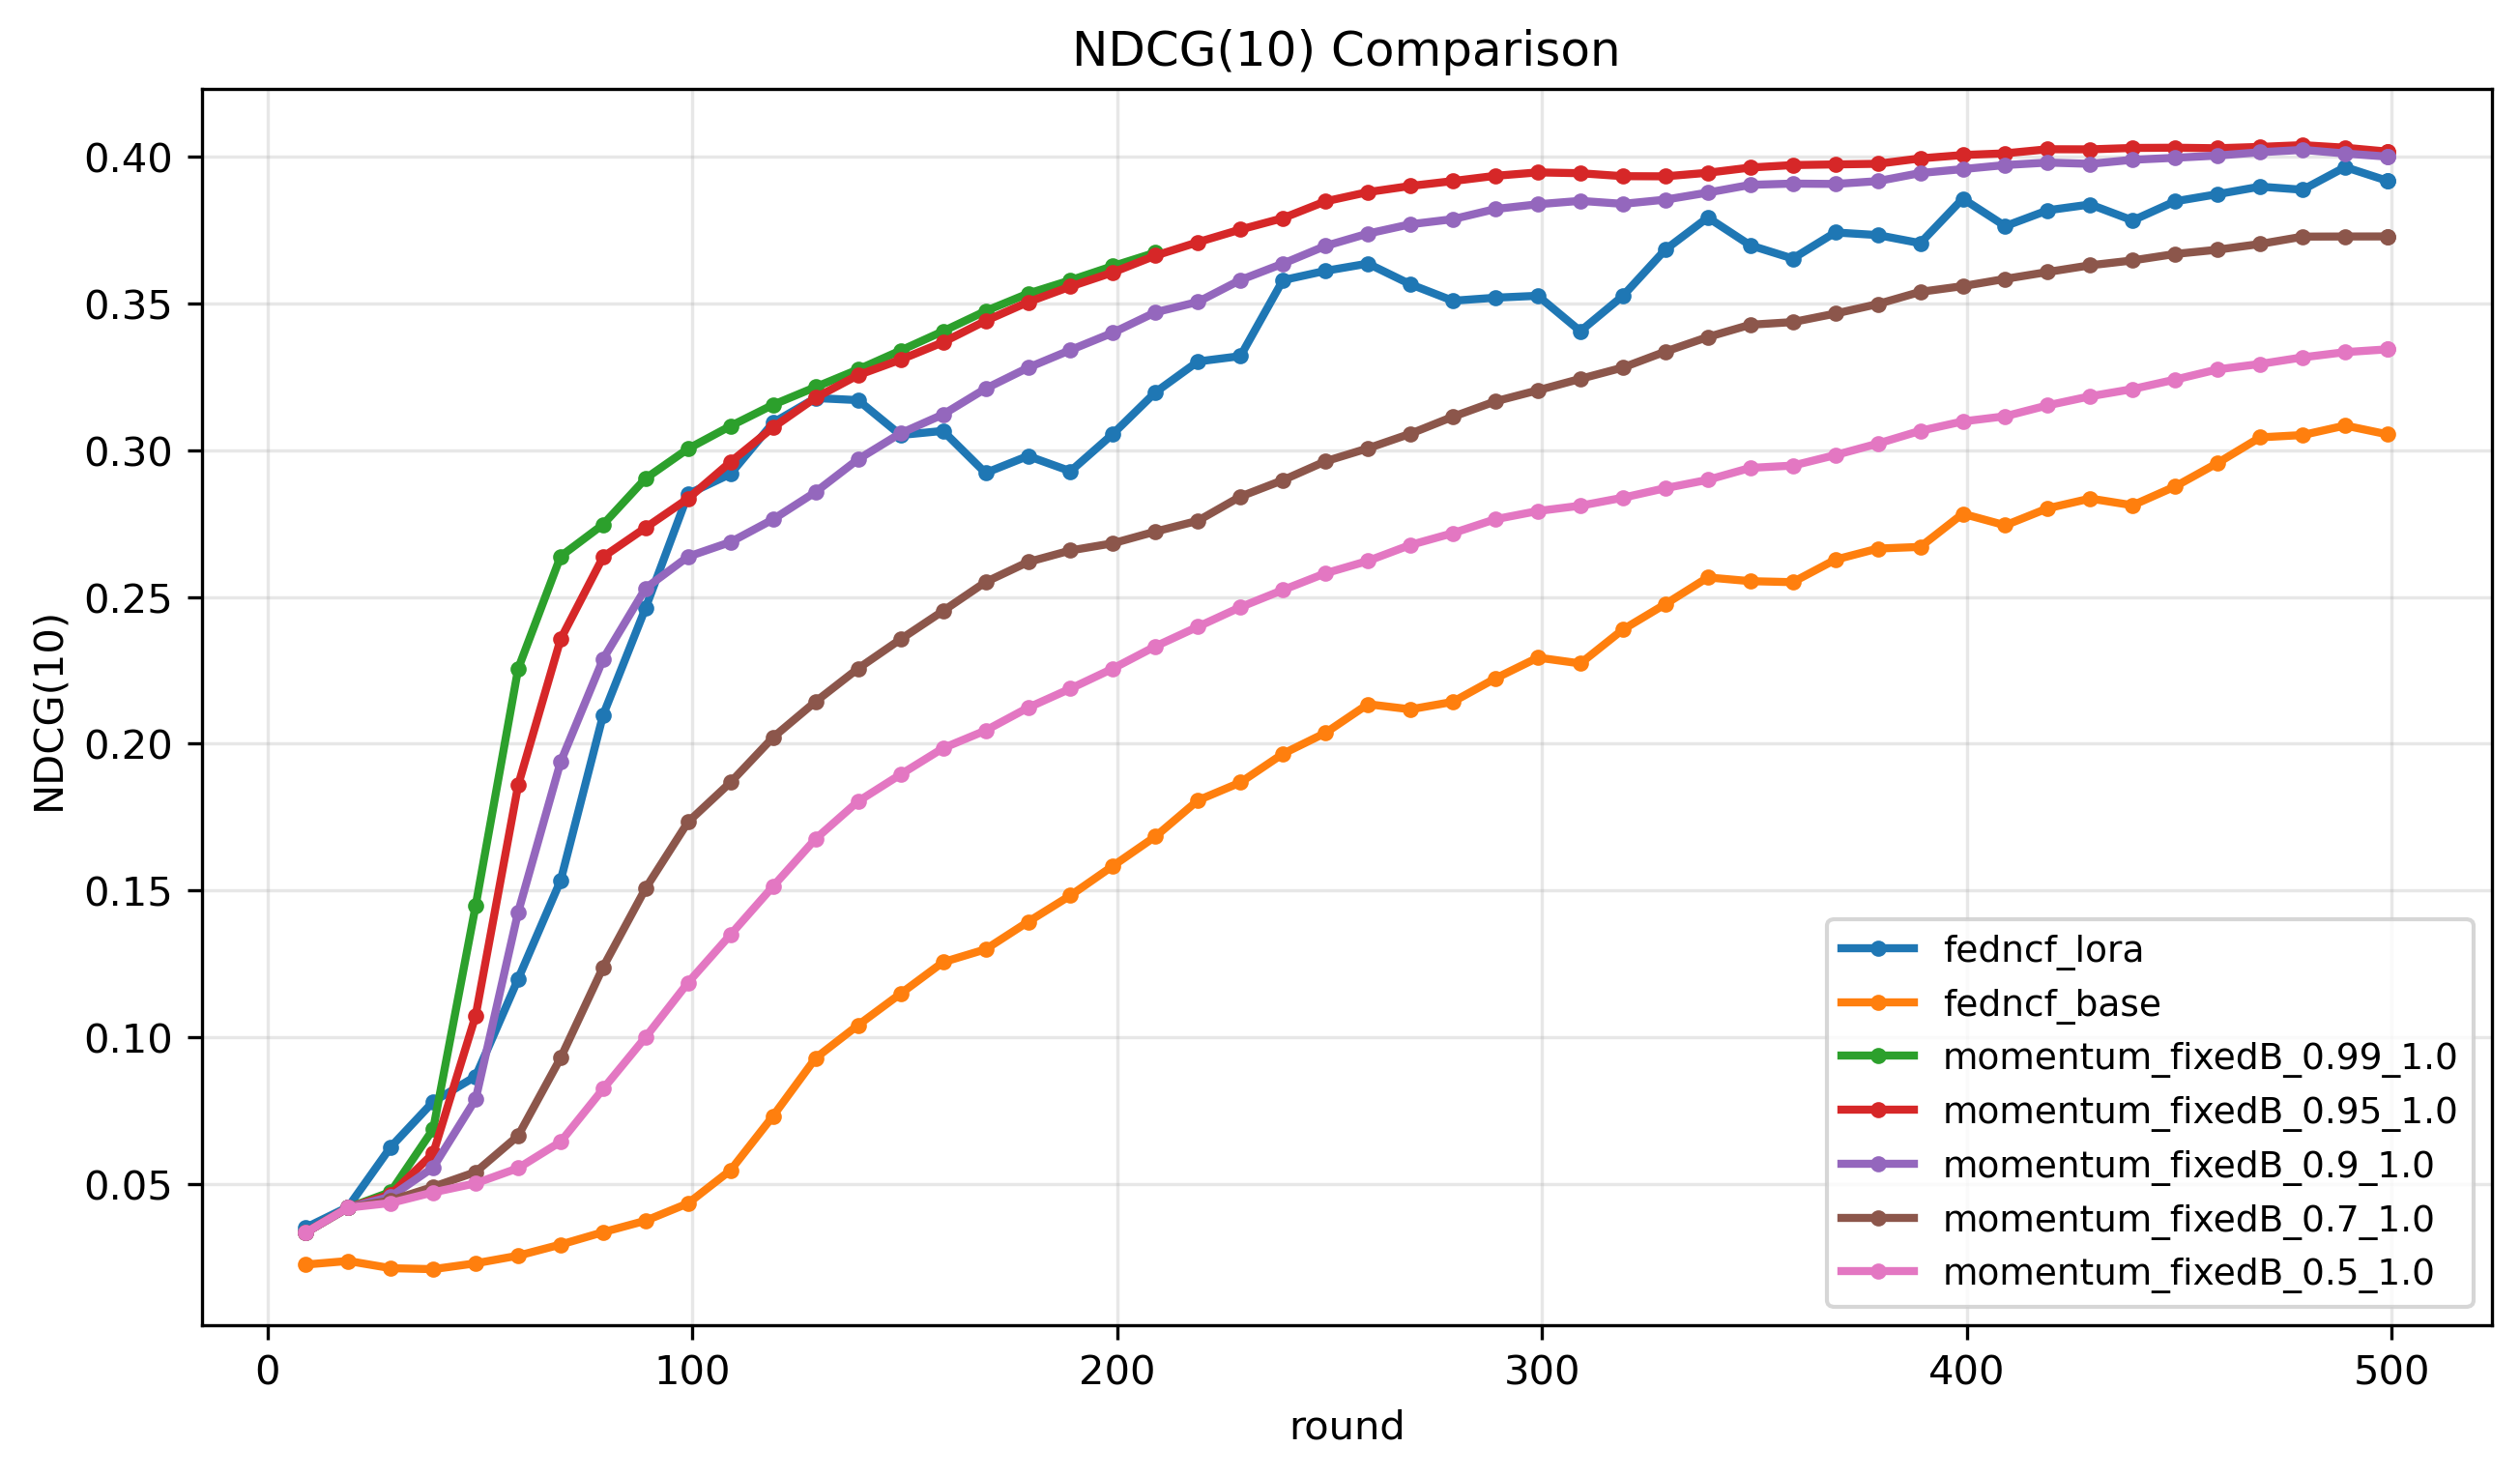 NDCG(10) Comparison
NDCG(10)
0.40
0.35
0.30
0.25
0.20
0.15
0.10
0.05
0
100
200
300
400
500
round
fedncf_lora
fedncf_base
momentum_fixedB_0.99_1.0
momentum_fixedB_0.95_1.0
momentum_fixedB_0.9_1.0
momentum_fixedB_0.7_1.0
momentum_fixedB_0.5_1.0